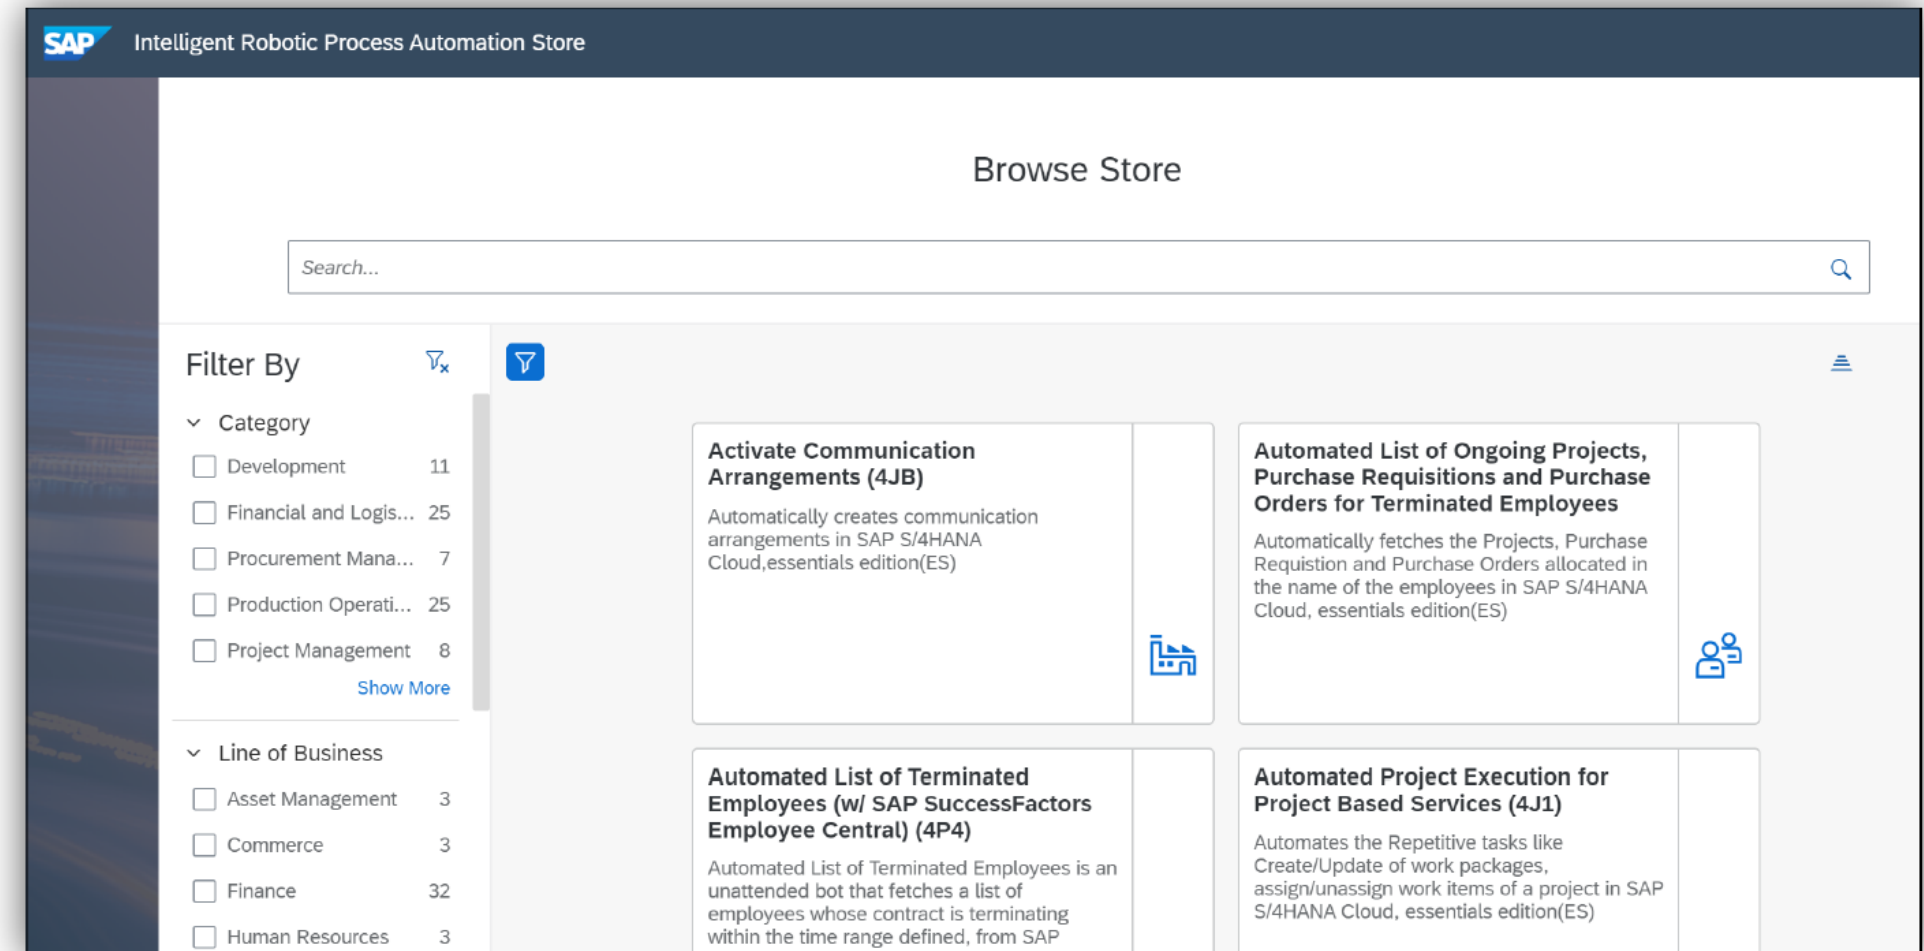 SAP Intelligent Robotic Process Automation Store
Browse Store
Search...
Filter By
Category
Development 11
Financial and Logis... 25
Procurement Mana... 7
Production Operati... 25
Project Management 8
Show More
Line of Business
Asset Management 3
Commerce 3
Finance 32
Human Resources 3
Activate Communication
Arrangements (4JB)
Automatically creates communication
arrangements in SAP S/4HANA
Cloud,essentials edition(ES)
Automated List of Ongoing Projects,
Purchase Requisitions and Purchase
Orders for Terminated Employees
Automatically fetches the Projects, Purchase
Requistion and Purchase Orders allocated in
the name of the employees in SAP S/4HANA
Cloud, essentials edition(ES)
Automated List of Terminated
Employees (w/ SAP SuccessFactors
Employee Central) (4P4)
Automated List of Terminated Employees is an
unattended bot that fetches a list of
employees whose contract is terminating
within the time range defined, from SAP
Automated Project Execution for
Project Based Services (4J1)
Automates the Repetitive tasks like
Create/Update of work packages,
assign/unassign work items of a project in SAP
S/4HANA Cloud, essentials edition(ES)